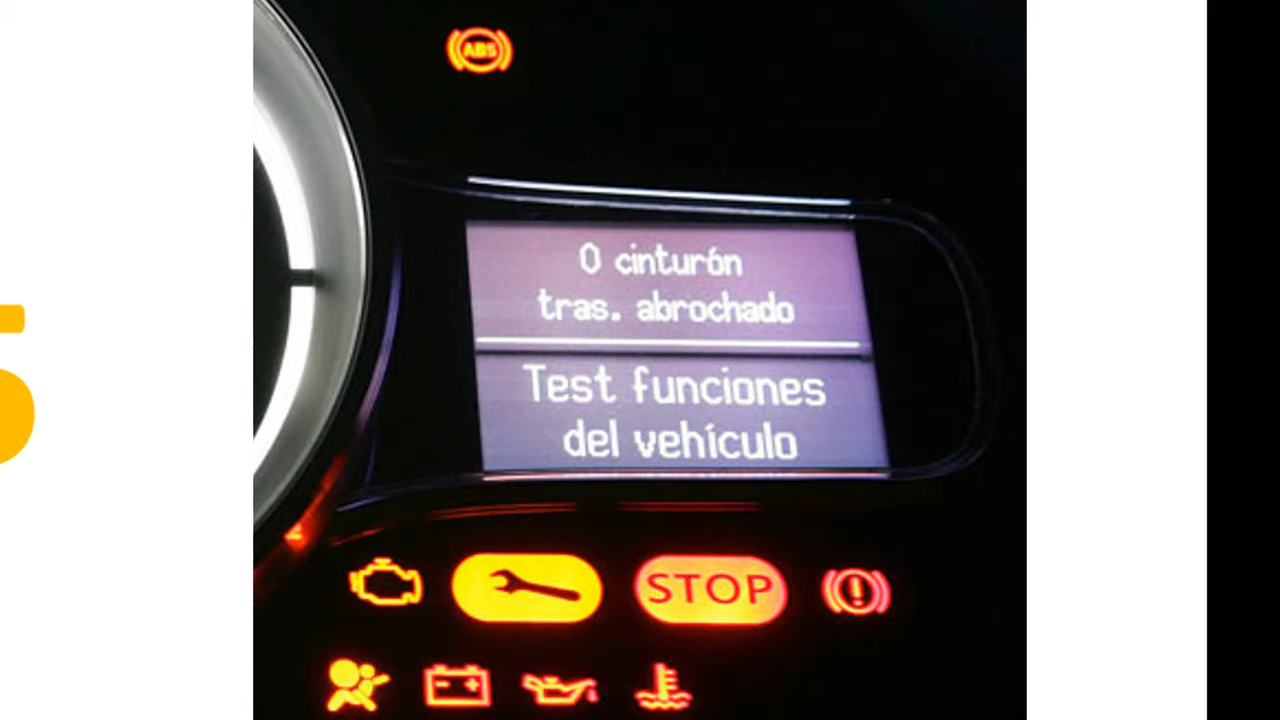 ABS
0 cinturón
tras. abrochado
Test funciones
del vehículo
STOP